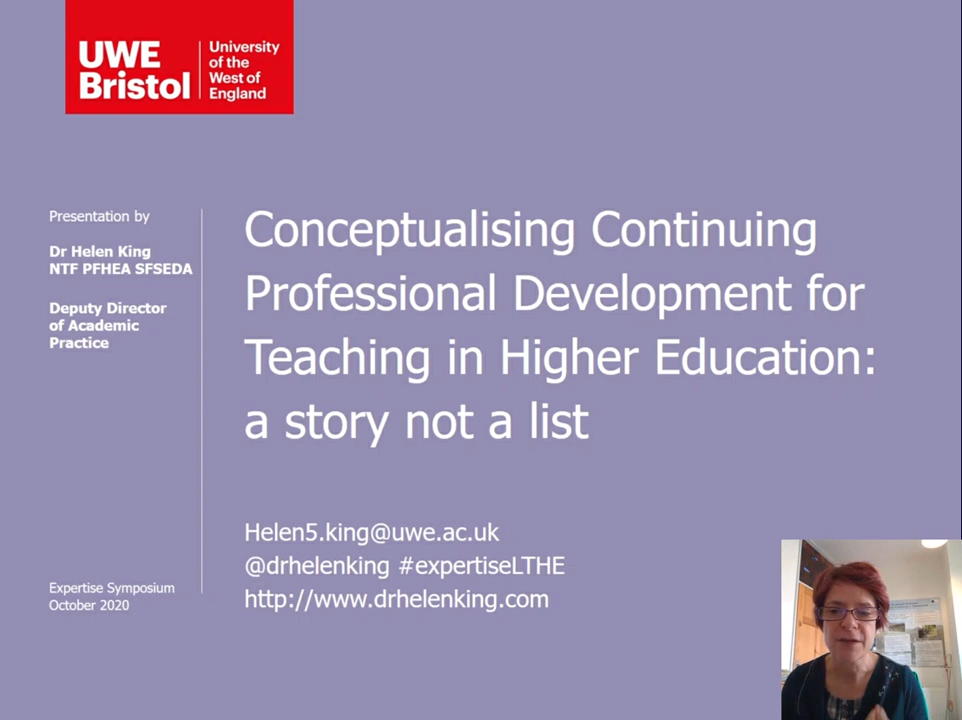 UWE
Bristol
University
of the
West of
England
Presentation by
Dr Helen King
NTF PFHEA SFSEDA
Deputy Director
of Academic
Practice
Conceptualising Continuing
Professional Development for
Teaching in Higher Education:
a story not a list
Helen5.king@uwe.ac.uk
@drhelenking #expertiseLTHE
http://www.drhelenking.com
Expertise Symposium
October 2020